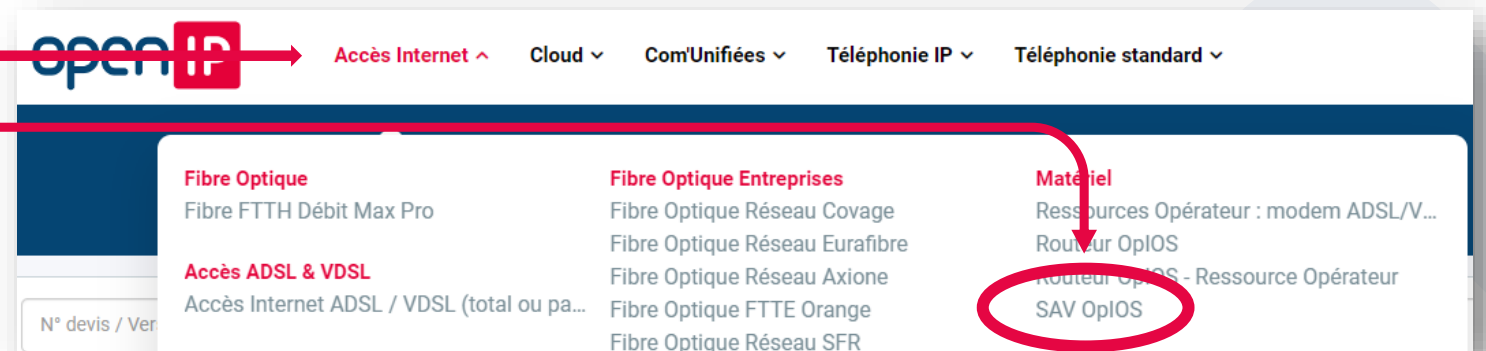 openIP
Accès Internet
Cloud
Com'Unifiées
Téléphonie IP
Téléphonie standard
Fibre Optique
Fibre FTTH Débit Max Pro
Accès ADSL & VDSL
Accès Internet ADSL / VDSL (total ou pa...
Fibre Optique Entreprises
Fibre Optique Réseau Covage
Fibre Optique Réseau Eurafibre
Fibre Optique Réseau Axione
Fibre Optique FTTE Orange
Fibre Optique Réseau SFR
Matériel
Ressources Opérateur : modem ADSL/V...
Routeur OpIOS
Routeur OpIOS - Ressource Opérateur
SAV OpIOS
N° devis / Ver